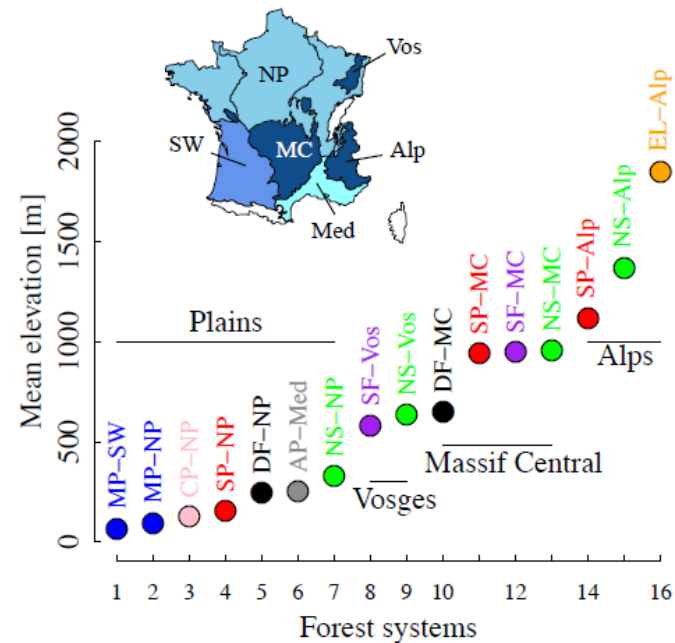 Vos
NP
SW
MC
Alp
Med
Mean elevation [m]
0
500
1000
1500
2000
Plains
Vosges
Massif Central
Alps
MP−SW
MP−NP
CP−NP
SP−NP
DF−NP
AP−Med
NS−NP
SF−Vos
NS−Vos
DF−MC
SP−MC
SF−MC
NS−MC
SP−Alp
NS−Alp
EL−Alp
1 2 3 4 5 6 7 8 9 10 11 12 13 14 15 16
Forest systems